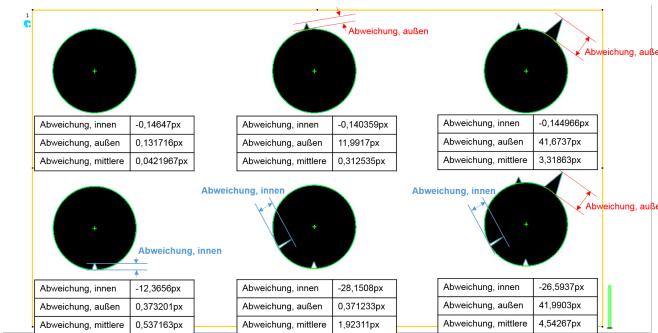 1
Abweichung, außen
Abweichung, auße
Abweichung, innen -0,14647px
Abweichung, außen 0,131716px
Abweichung, mittlere 0,0421967px
Abweichung, innen -0,140359px
Abweichung, außen 11,9917px
Abweichung, mittlere 0,312535px
Abweichung, innen -0,144966px
Abweichung, außen 41,6737px
Abweichung, mittlere 3,31863px
Abweichung, innen
Abweichung, innen
Abweichung, innen
Abweichung, auße
Abweichung, innen -12,3656px
Abweichung, außen 0,373201px
Abweichung, mittlere 0,537163px
Abweichung, innen -28,1508px
Abweichung, außen 0,371233px
Abweichung, mittlere 1,92311px
Abweichung, innen -26,5937px
Abweichung, außen 41,9903px
Abweichung, mittlere 4,54267px